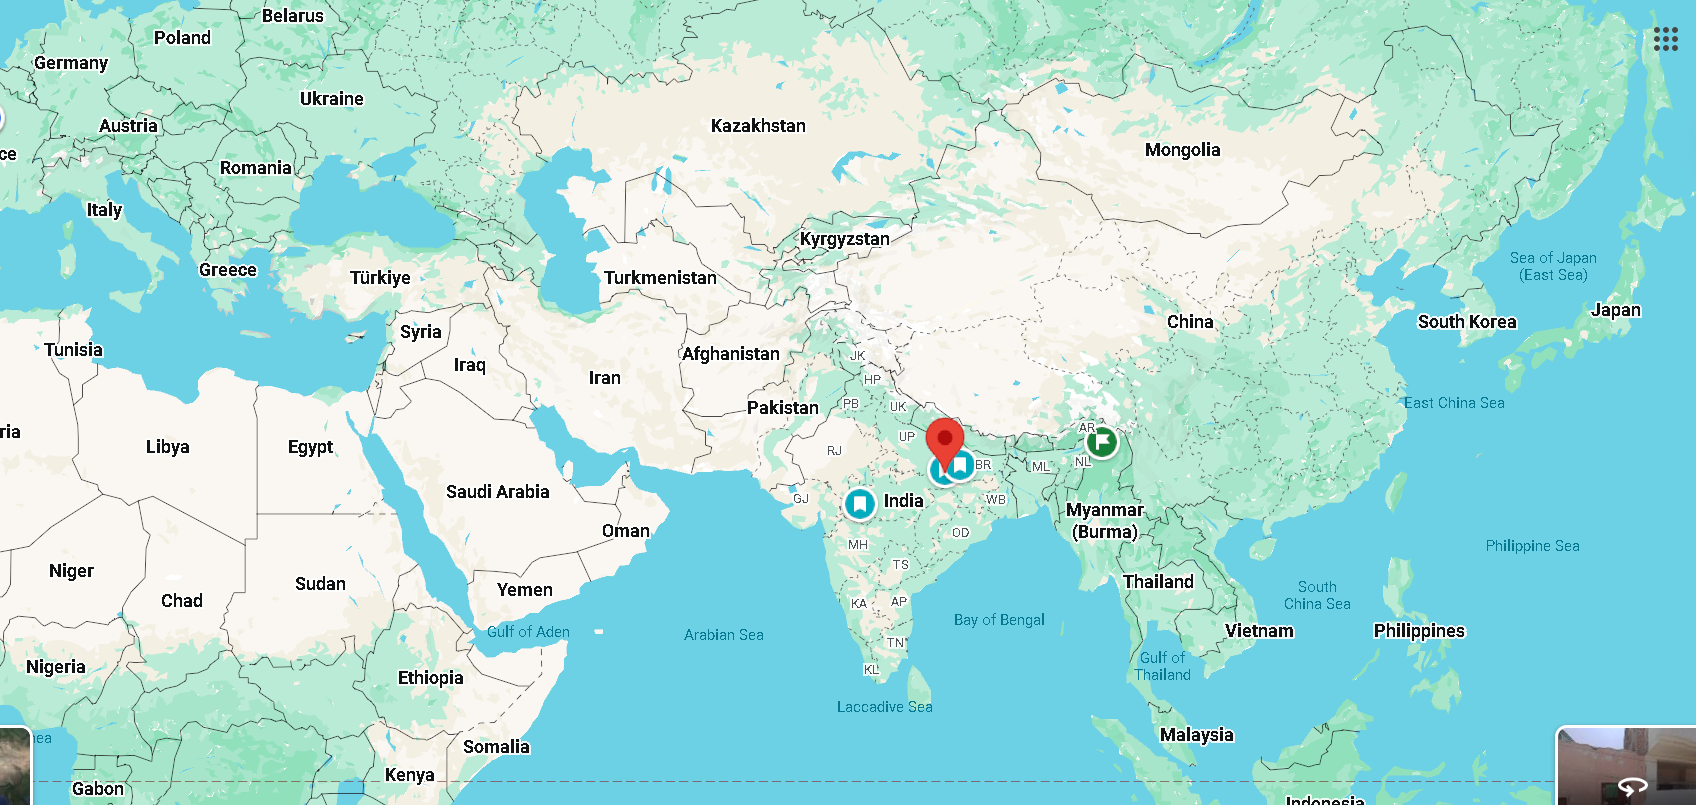 Belarus
Poland
Germany
Ukraine
Austria
Kazakhstan
Mongolia
ce
Romania
Italy
Kyrgyzstan
Greece
Türkiye
Turkmenistan
Sea of Japan
(East Sea)
Japan
China
South Korea
Syria
Tunisia
Afghanistan
JK
Iraq
Iran
HP
Pakistan
PB
UK
East China Sea
ria
Libya
Egypt
RJ
UP
AR
BR
ML
NL
Saudi Arabia
GJ
India
WB
Myanmar
(Burma)
Oman
MH
OD
Philippine Sea
Niger
TS
Sudan
Yemen
Thailand
South
China Sea
Chad
KA
AP
Gulf of Aden
Arabian Sea
Bay of Bengal
Vietnam
Philippines
TN
Nigeria
Ethiopia
KL
Gulf of
Thailand
Laccadive Sea
nea
Malaysia
Somalia
Kenya
Gabon
Indonesia